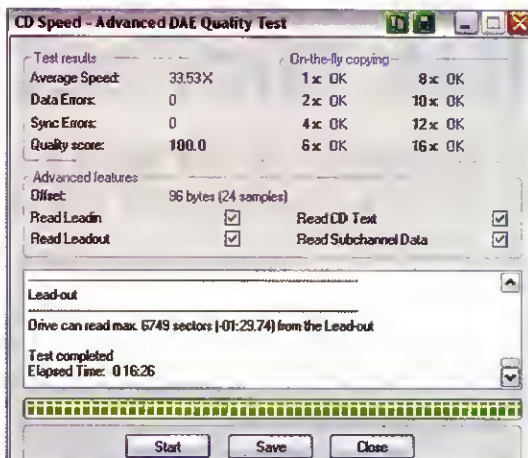 CD Speed - Advanced DAE Quality Test
Test results
Average Speed: 33.53X
Data Errors: 0
Sync Errors: 0
Quality score: 100.0
On-the-fly copying
1x OK 8x OK
2x OK 10x OK
4x OK 12x OK
6x OK 16x OK
Advanced features
Offset: 96 bytes (24 samples)
Read Leadin Read CD Text
Read Leadout Read Subchannel Data
Lead-out
Drive can read max. 6749 sectors (-01:29.74) from the Lead-out
Test completed
Elapsed Time: 0:16:26
Start Save Close